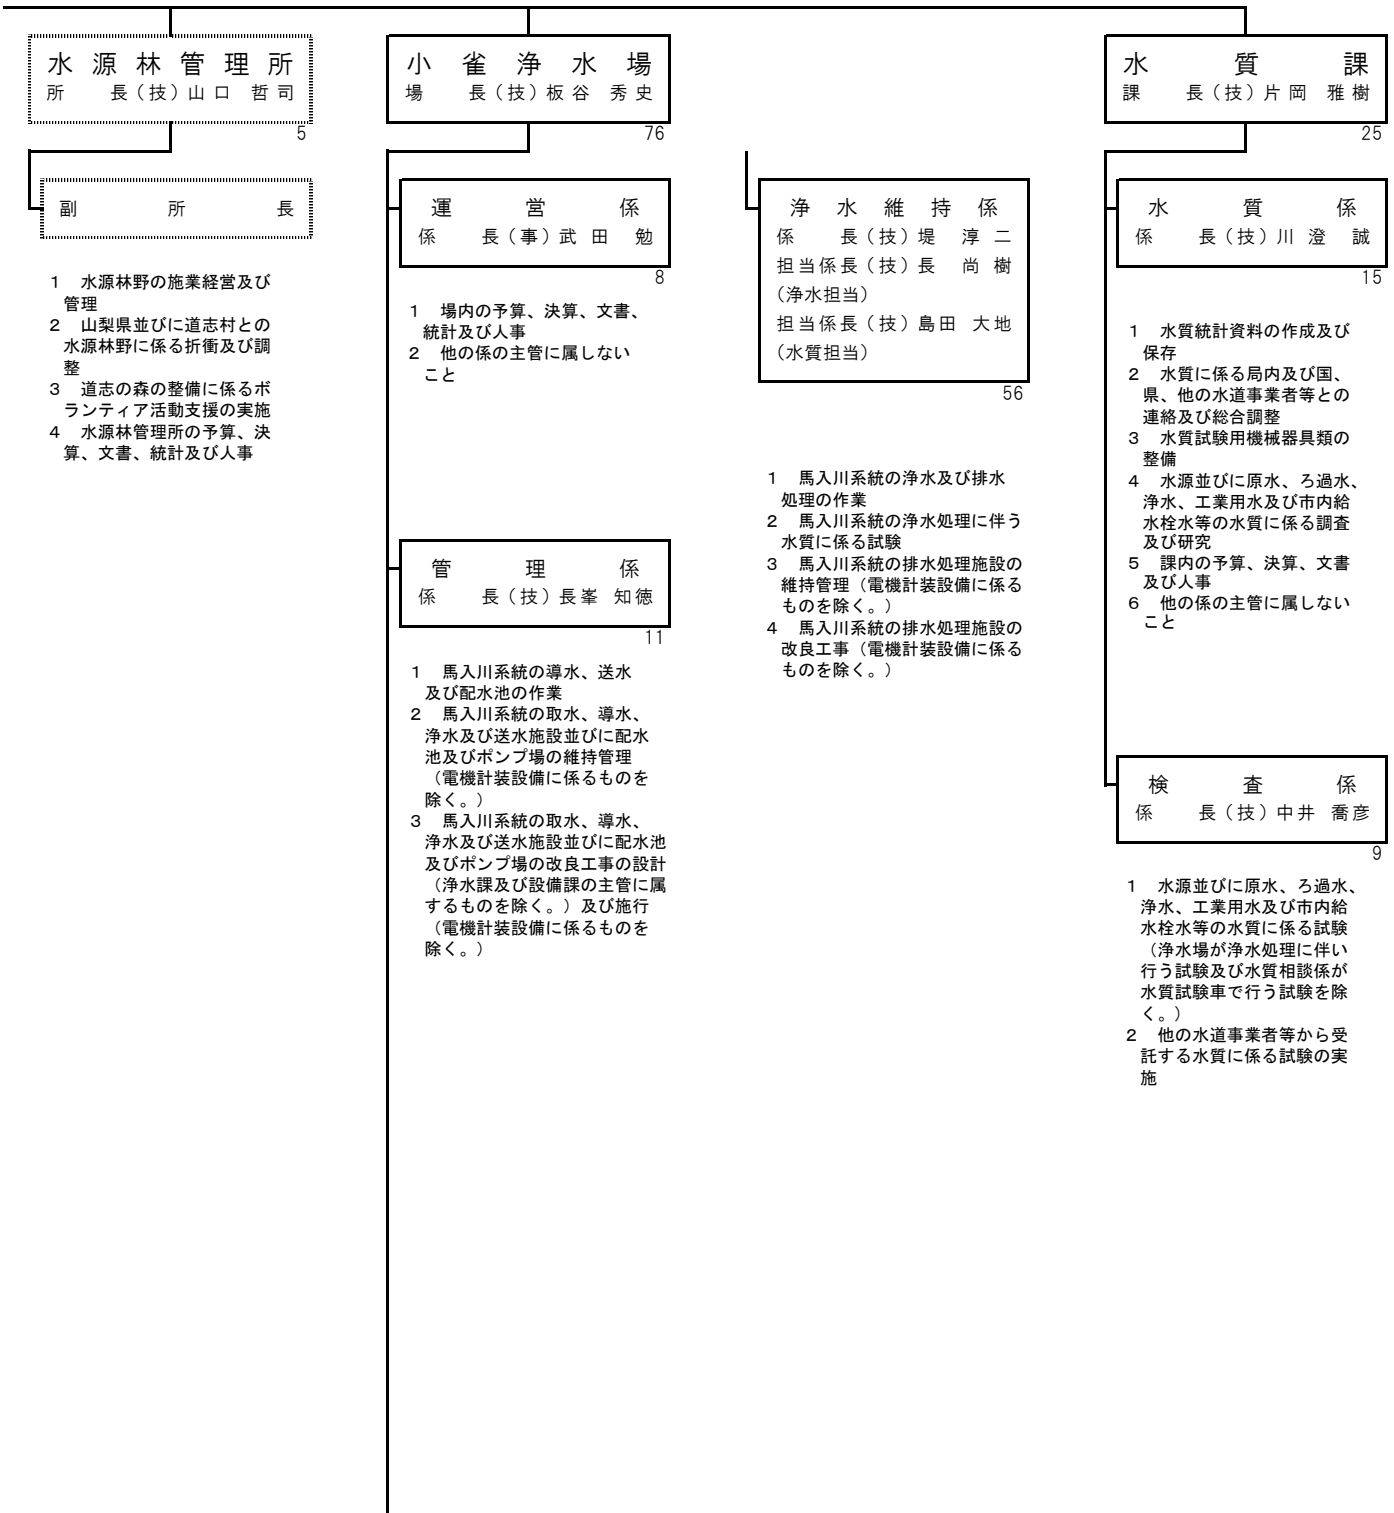 水源林管理所
所　長（技）山口　哲司
5
副所長
1　水源林野の施業経営及び
管理
2　山梨県並びに道志村との
水源林野に係る折衝及び調
整
3　道志の森の整備に係るボ
ランティア活動支援の実施
4　水源林管理所の予算、決
算、文書、統計及び人事
小雀浄水場
場　長（技）板谷　秀史
76
運営係
係　長（事）武田　勉
8
1　場内の予算、決算、文書、
統計及び人事
2　他の係の主管に属しない
こと
管理係
係　長（技）長峯　知徳
11
1　馬入川系統の導水、送水
及び配水池の作業
2　馬入川系統の取水、導水、
浄水及び送水施設並びに配水
池及びポンプ場の維持管理
（電機計装設備に係るものを
除く。）
3　馬入川系統の取水、導水、
浄水及び送水施設並びに配水池
及びポンプ場の改良工事の設計
（浄水課及び設備課の主管に属
するものを除く。）及び施行
（電機計装設備に係るものを
除く。）
浄水維持係
係　長（技）堤　淳二
担当係長（技）長　尚樹
（浄水担当）
担当係長（技）島田　大地
（水質担当）
56
1　馬入川系統の浄水及び排水
処理の作業
2　馬入川系統の浄水処理に伴う
水質に係る試験
3　馬入川系統の排水処理施設の
維持管理（電機計装設備に係る
ものを除く。）
4　馬入川系統の排水処理施設の
改良工事（電機計装設備に係る
ものを除く。）
水質課
課　長（技）片岡　雅樹
25
水質係
係　長（技）川澄　誠
15
1　水質統計資料の作成及び
保存
2　水質に係る局内及び国、
県、他の水道事業者等との
連絡及び総合調整
3　水質試験用機械器具類の
整備
4　水源並びに原水、ろ過水、
浄水、工業用水及び市内給
水栓水等の水質に係る調査
及び研究
5　課内の予算、決算、文書
及び人事
6　他の係の主管に属しない
こと
検査係
係　長（技）中井　喬彦
9
1　水源並びに原水、ろ過水、
浄水、工業用水及び市内給
水栓水等の水質に係る試験
（浄水場が浄水処理に伴い
行う試験及び水質相談係が
水質試験車で行う試験を除
く。）
2　他の水道事業者等から受
託する水質に係る試験の実
施